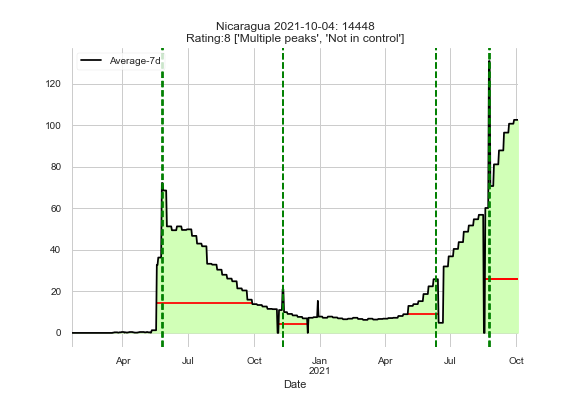 Nicaragua 2021-10-04: 14448
Rating:8 ['Multiple peaks', 'Not in control']
Average-7d
120
100
80
60
40
20
0
Apr Jul Oct Jan Apr Jul Oct
2021
Date